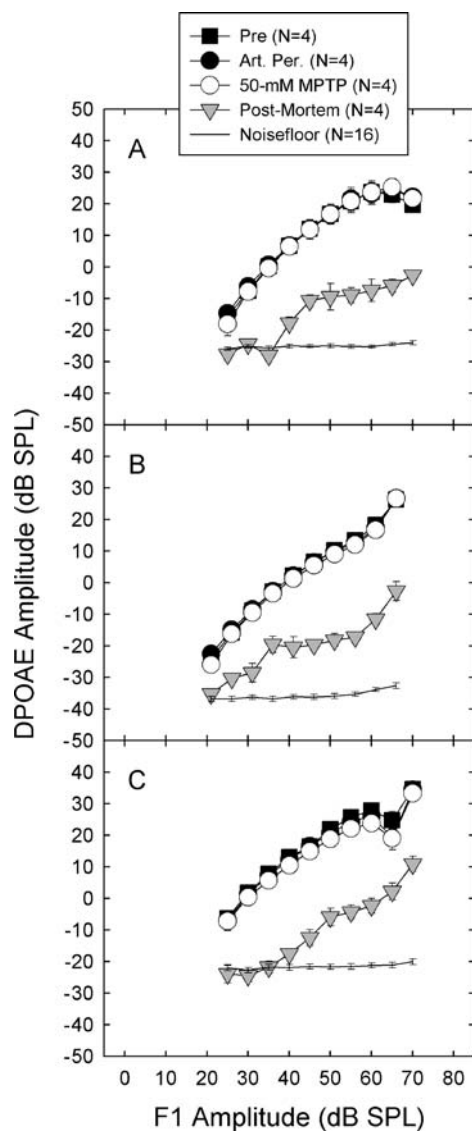 Pre (N=4)
Art. Per. (N=4)
50-mM MPTP (N=4)
Post-Mortem (N=4)
Noisefloor (N=16)
DPOAE Amplitude (dB SPL)
50
40
30
20
10
0
-10
-20
-30
-40
-50
A
40
30
20
10
0
-10
-20
-30
-40
-50
B
40
30
20
10
0
-10
-20
-30
-40
-50
C
0 10 20 30 40 50 60 70 80
F1 Amplitude (dB SPL)